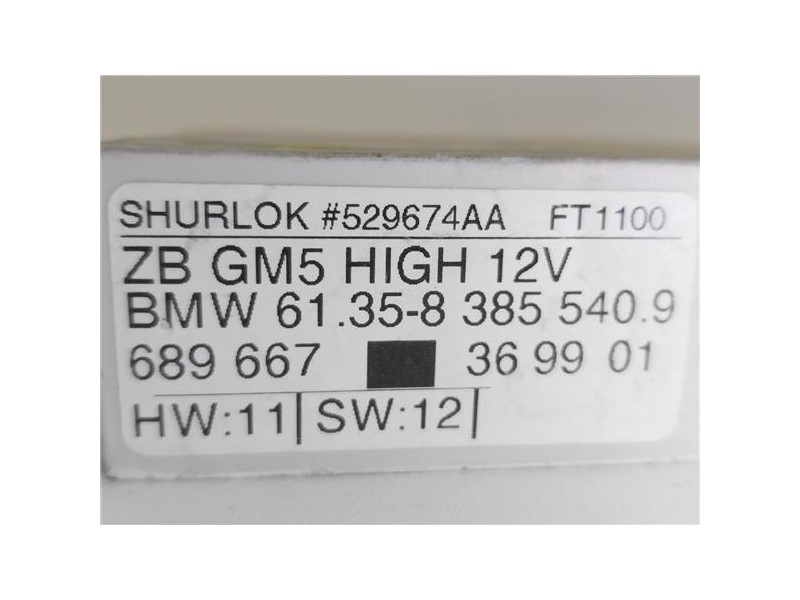 SHURLOK #529674AA FT1100
ZB GM5 HIGH 12V
BMW 61.35-8 385 540.9
689 667 36 99 01
HW:11 SW:12